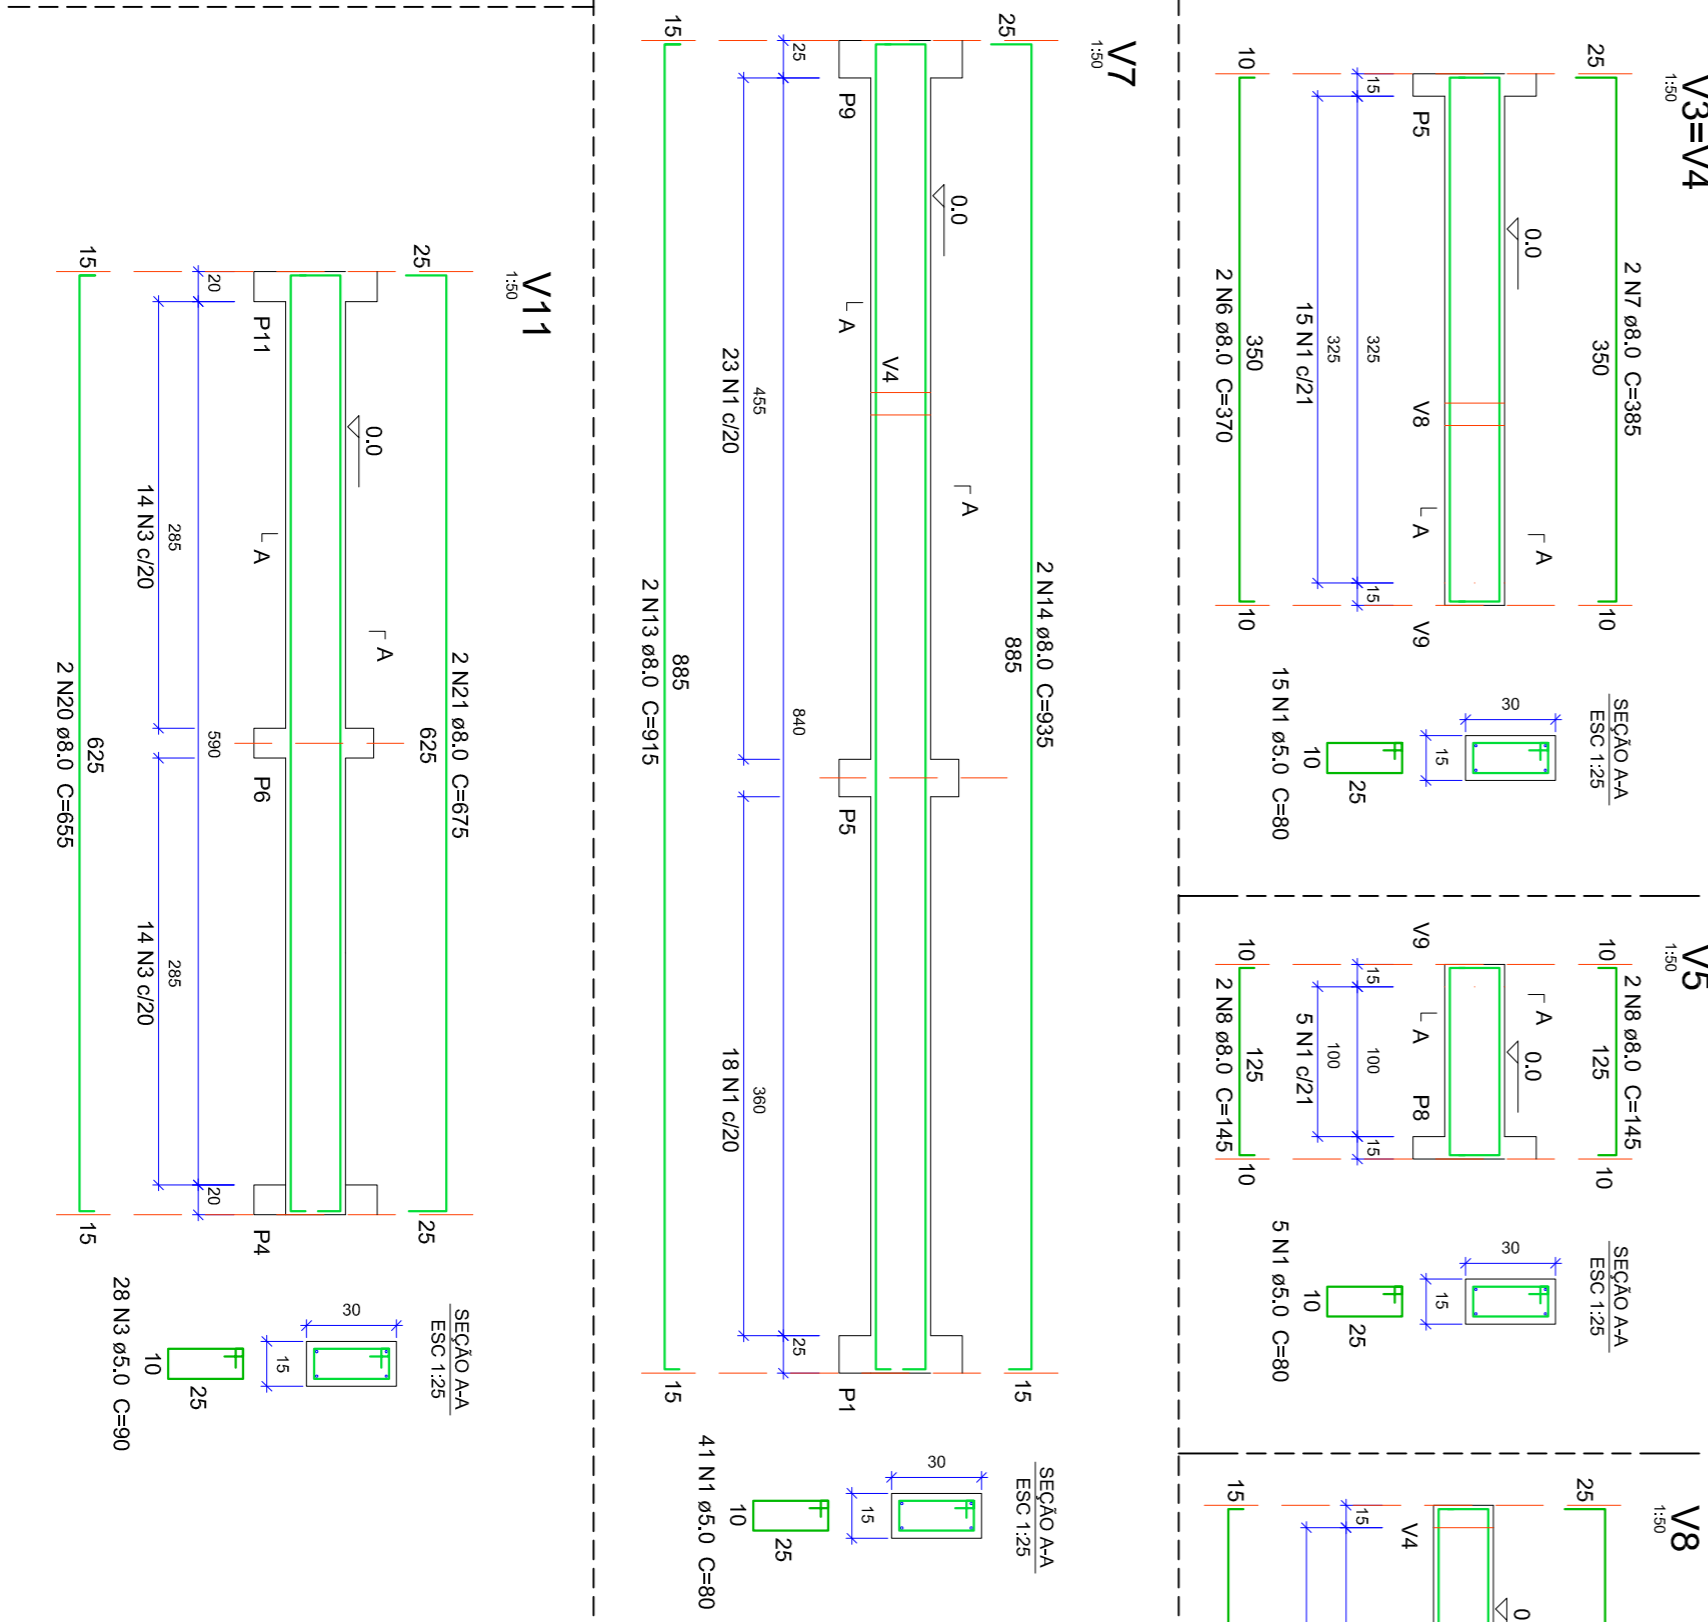 V3=V4
1:50
25
2 N7 ø8.0 C=385
350
10
0.0
A
15
P5
V8
A
V9
325
15
325
15 N1 c/21
10
350
10
2 N6 ø8.0 C=370
SEÇÃO A-A
ESC 1:25
30
15
25
10
15 N1 ø5.0 C=80
V5
1:50
2 N8 ø8.0 C=145
10
125
10
A
0.0
V9
A
P8
15
100
15
100
5 N1 c/21
10
125
10
2 N8 ø8.0 C=145
SEÇÃO A-A
ESC 1:25
30
15
25
10
5 N1 ø5.0 C=80
V8
1:50
25
0
V4
15
15
V7
1:50
25
2 N14 ø8.0 C=935
885
15
0.0
A
V4
P9
A
P5
P1
25
840
25
455
360
23 N1 c/20
18 N1 c/20
15
885
15
2 N13 ø8.0 C=915
SEÇÃO A-A
ESC 1:25
30
15
25
10
41 N1 ø5.0 C=80
V11
1:50
2 N21 ø8.0 C=675
25
625
25
0.0
A
P11
A
P6
P4
20
590
20
285
285
14 N3 c/20
14 N3 c/20
15
625
15
2 N20 ø8.0 C=655
SEÇÃO A-A
ESC 1:25
30
15
25
10
28 N3 ø5.0 C=90